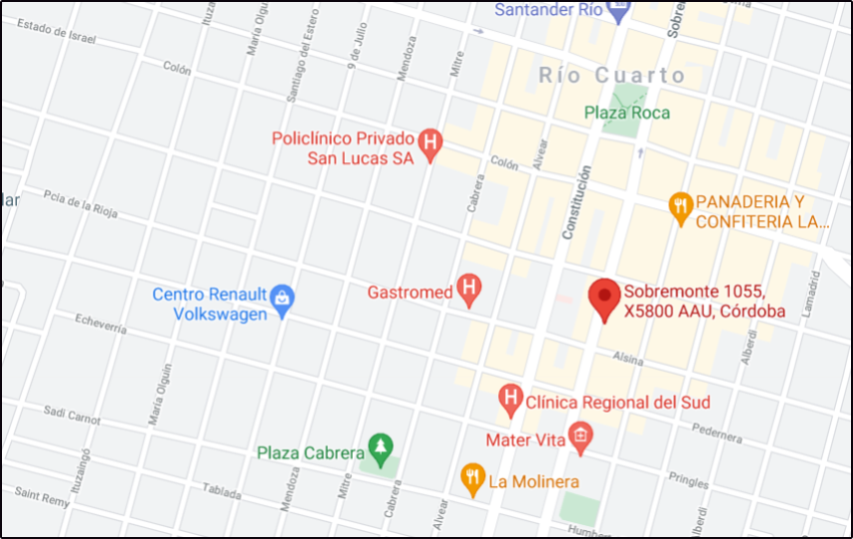 Santander Río
Sobre
Estado de Israel
Ituza
María Olguín
Santiago del Estero
9 de Julio
Mendoza
Mitre
Colón
Río Cuarto
Plaza Roca
Policlínico Privado
San Lucas SA
Colón
Alvear
Cabrera
Constitución
Pcia de la Rioja
lar
PANADERIA Y
CONFITERIA LA...
Centro Renault
Volkswagen
Gastromed
Sobremonte 1055,
X5800 AAU, Córdoba
Lamadrid
Echeverría
Alsina
Alberdi
María Olguín
Clínica Regional del Sud
Sadi Carnot
Mater Vita
Pedernera
Plaza Cabrera
Ituzaingó
La Molinera
Pringles
Saint Remy
Tablada
Mendoza
Mitre
Cabrera
Alvear
Humber
Alberdi